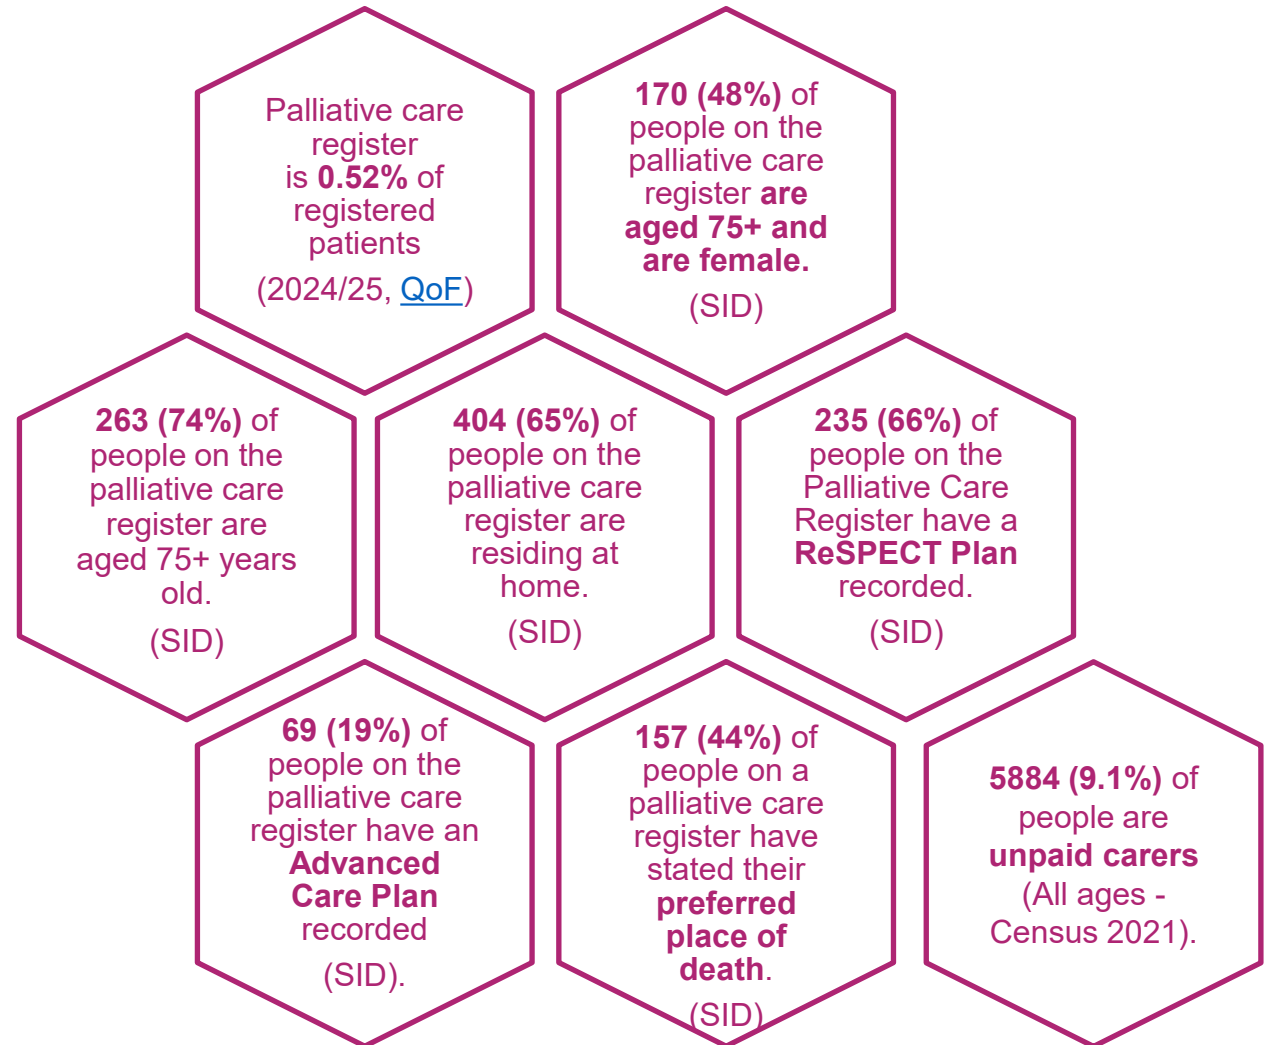 Palliative care
register
is 0.52% of
registered
patients
(2024/25, QoF)
170 (48%) of
people on the
palliative care
register are
aged 75+ and
are female.
(SID)
263 (74%) of
people on the
palliative care
register are
aged 75+ years
old.
(SID)
404 (65%) of
people on the
palliative care
register are
residing at
home.
(SID)
235 (66%) of
people on the
Palliative Care
Register have a
ReSPECT Plan
recorded.
(SID)
69 (19%) of
people on the
palliative care
register have an
Advanced
Care Plan
recorded
(SID).
157 (44%) of
people on a
palliative care
register have
stated their
preferred
place of
death.
(SID)
5884 (9.1%) of
people are
unpaid carers
(All ages -
Census 2021).